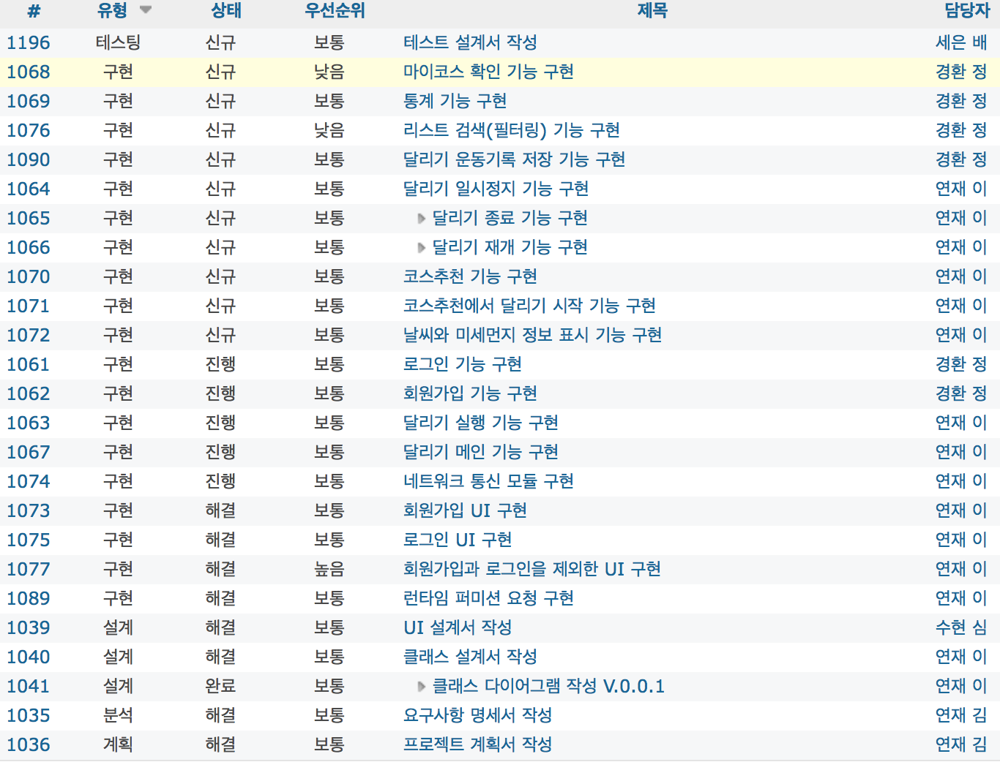 # 유형 상태 우선순위 제목 담당자
1196 테스팅 신규 보통 테스트 설계서 작성 세은 배
1068 구현 신규 낮음 마이코스 확인 기능 구현 경환 정
1069 구현 신규 보통 통계 기능 구현 경환 정
1076 구현 신규 낮음 리스트 검색(필터링) 기능 구현 경환 정
1090 구현 신규 보통 달리기 운동기록 저장 기능 구현 경환 정
1064 구현 신규 보통 달리기 일시정지 기능 구현 연재 이
1065 구현 신규 보통 달리기 종료 기능 구현 연재 이
1066 구현 신규 보통 달리기 재개 기능 구현 연재 이
1070 구현 신규 보통 코스추천 기능 구현 연재 이
1071 구현 신규 보통 코스추천에서 달리기 시작 기능 구현 연재 이
1072 구현 신규 보통 날씨와 미세먼지 정보 표시 기능 구현 연재 이
1061 구현 진행 보통 로그인 기능 구현 경환 정
1062 구현 진행 보통 회원가입 기능 구현 경환 정
1063 구현 진행 보통 달리기 실행 기능 구현 연재 이
1067 구현 진행 보통 달리기 메인 기능 구현 연재 이
1074 구현 진행 보통 네트워크 통신 모듈 구현 연재 이
1073 구현 해결 보통 회원가입 UI 구현 연재 이
1075 구현 해결 보통 로그인 UI 구현 연재 이
1077 구현 해결 높음 회원가입과 로그인을 제외한 UI 구현 연재 이
1089 구현 해결 보통 런타임 퍼미션 요청 구현 연재 이
1039 설계 해결 보통 UI 설계서 작성 수현 심
1040 설계 해결 보통 클래스 설계서 작성 연재 이
1041 설계 완료 보통 클래스 다이어그램 작성 V.0.0.1 연재 이
1035 분석 해결 보통 요구사항 명세서 작성 연재 김
1036 계획 해결 보통 프로젝트 계획서 작성 연재 김